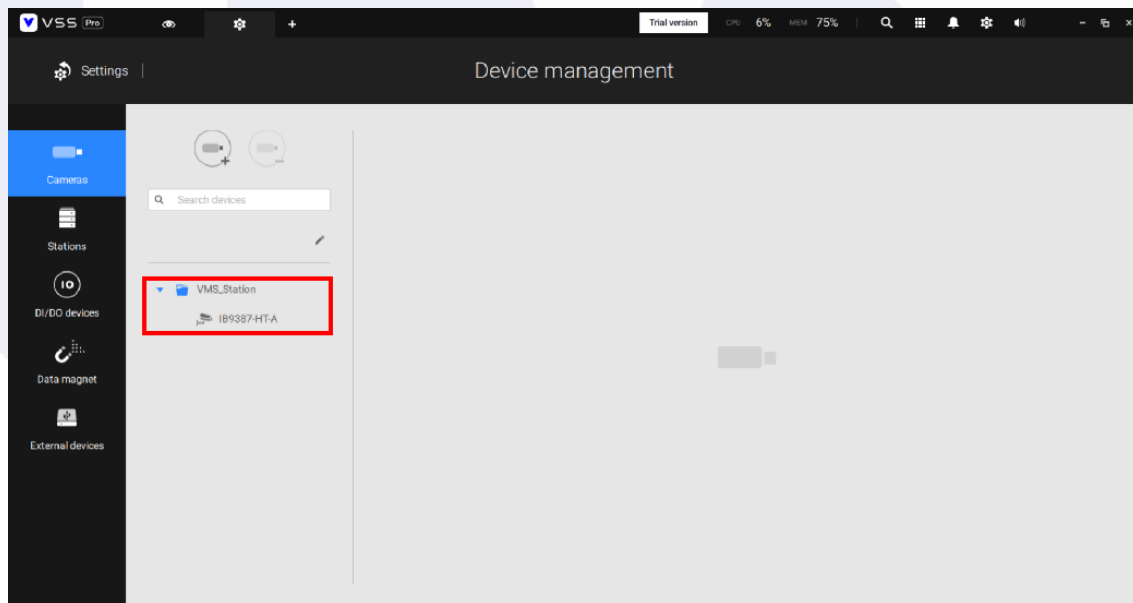 VSS Pro
Trial version CPU 6% MEM 75%
Settings
Device management
Cameras
Stations
IO
DI/DO devices
Data magnet
External devices
Search devices
VMS_Station
IB9387-HT-A